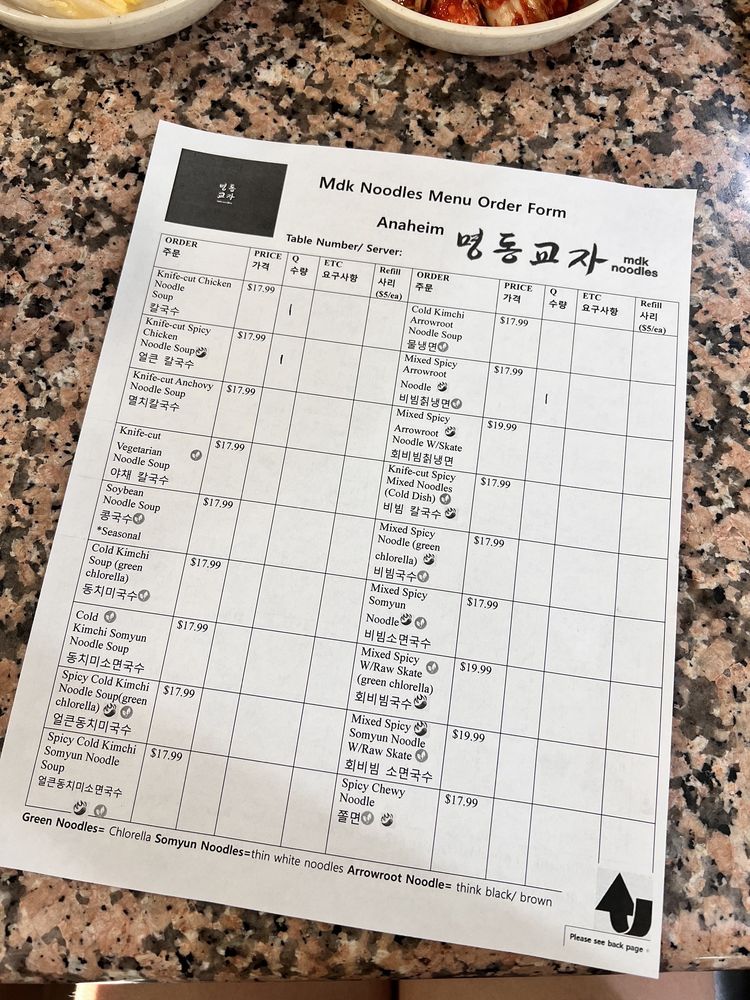 명동
교자
Mdk Noodles Menu Order Form
Anaheim
명동교자 mdk
noodles
Table Number/ Server:
ORDER
주문
PRICE
가격
Q
수량
ETC
요구사항
Refill
사리
($5/ea)
Knife-cut Chicken
Noodle
Soup
칼국수
$17.99
Knife-cut Spicy
Chicken
Noodle Soup
얼큰 칼국수
$17.99
Knife-cut Anchovy
Noodle Soup
멸치칼국수
$17.99
Knife-cut
Vegetarian
Noodle Soup
야채 칼국수
$17.99
Soybean
Noodle Soup
콩국수
*Seasonal
$17.99
Cold Kimchi
Soup (green
chlorella)
동치미국수
$17.99
Cold
Kimchi Somyun
Noodle Soup
동치미소면국수
$17.99
Spicy Cold Kimchi
Noodle Soup(green
chlorella)
얼큰동치미국수
$17.99
Spicy Cold Kimchi
Somyun Noodle
Soup
얼큰동치미소면국수
$17.99
ORDER
주문
PRICE
가격
Q
수량
ETC
요구사항
Refill
사리
($5/ea)
Cold Kimchi
Arrowroot
Noodle Soup
물냉면
$17.99
Mixed Spicy
Arrowroot
Noodle
비빔칡냉면
$17.99
Mixed Spicy
Arrowroot
Noodle W/Skate
회비빔칡냉면
$19.99
Knife-cut Spicy
Mixed Noodles
(Cold Dish)
비빔 칼국수
$17.99
Mixed Spicy
Noodle (green
chlorella)
비빔국수
$17.99
Mixed Spicy
Somyun
Noodle
비빔소면국수
$17.99
Mixed Spicy
W/Raw Skate
(green chlorella)
회비빔국수
$19.99
Mixed Spicy
Somyun Noodle
W/Raw Skate
회비빔 소면국수
$19.99
Spicy Chewy
Noodle
쫄면
$17.99
Green Noodles= Chlorella Somyun Noodles=thin white noodles Arrowroot Noodle= think black/ brown
Please see back page